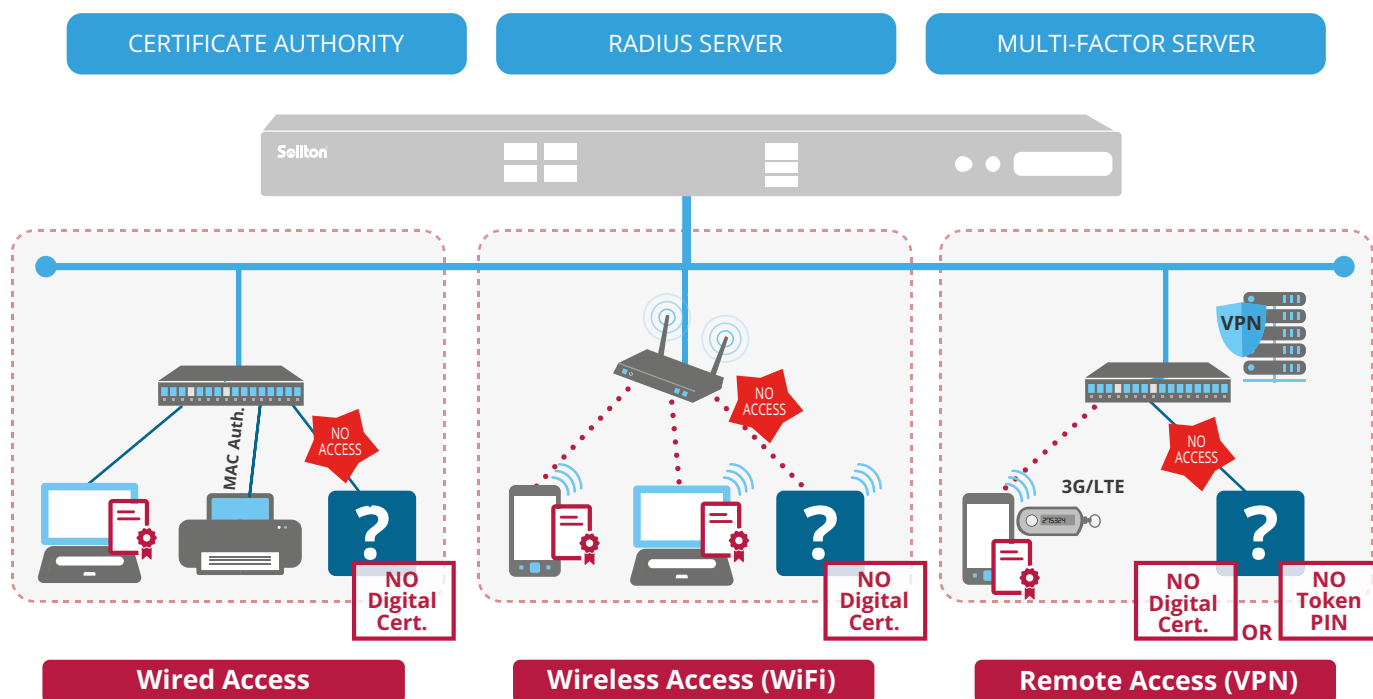 CERTIFICATE AUTHORITY
RADIUS SERVER
MULTI-FACTOR SERVER
Sollton
VPN
MAC Auth.
NO
ACCESS
NO
ACCESS
NO
ACCESS
3G/LTE
275324
?
?
?
NO
Digital
Cert.
NO
Digital
Cert.
NO
Digital
Cert.
OR
NO
Token
PIN
Wired Access
Wireless Access (WiFi)
Remote Access (VPN)